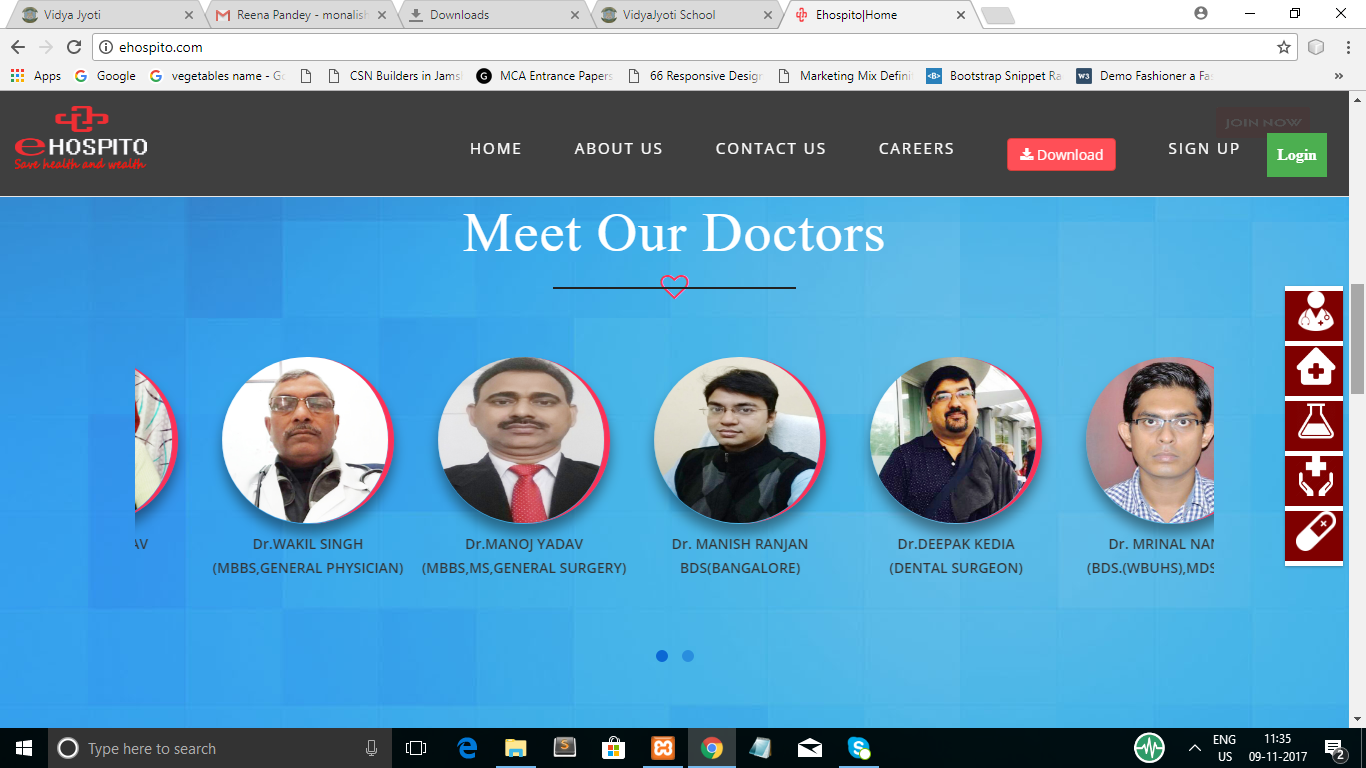 Vidya Jyoti
Reena Pandey - monalish
Downloads
VidyaJyoti School
Ehospito|Home
ehospito.com
Apps
Google
vegetables name - Go
CSN Builders in Jams
MCA Entrance Papers
66 Responsive Design
Marketing Mix Defini
Bootstrap Snippet Ra
Demo Fashioner a Fa
»
eHOSPITO
Save health and wealth
HOME
ABOUT US
CONTACT US
CAREERS
Download
SIGN UP
JOIN NOW
Login
Meet Our Doctors
AV
Dr.WAKIL SINGH
(MBBS,GENERAL PHYSICIAN)
Dr.MANOJ YADAV
(MBBS,MS,GENERAL SURGERY)
Dr. MANISH RANJAN
BDS(BANGALORE)
Dr.DEEPAK KEDIA
(DENTAL SURGEON)
Dr. MRINAL NAN
(BDS.(WBUHS),MDS
Type here to search
ENG
US
11:35
09-11-2017
2